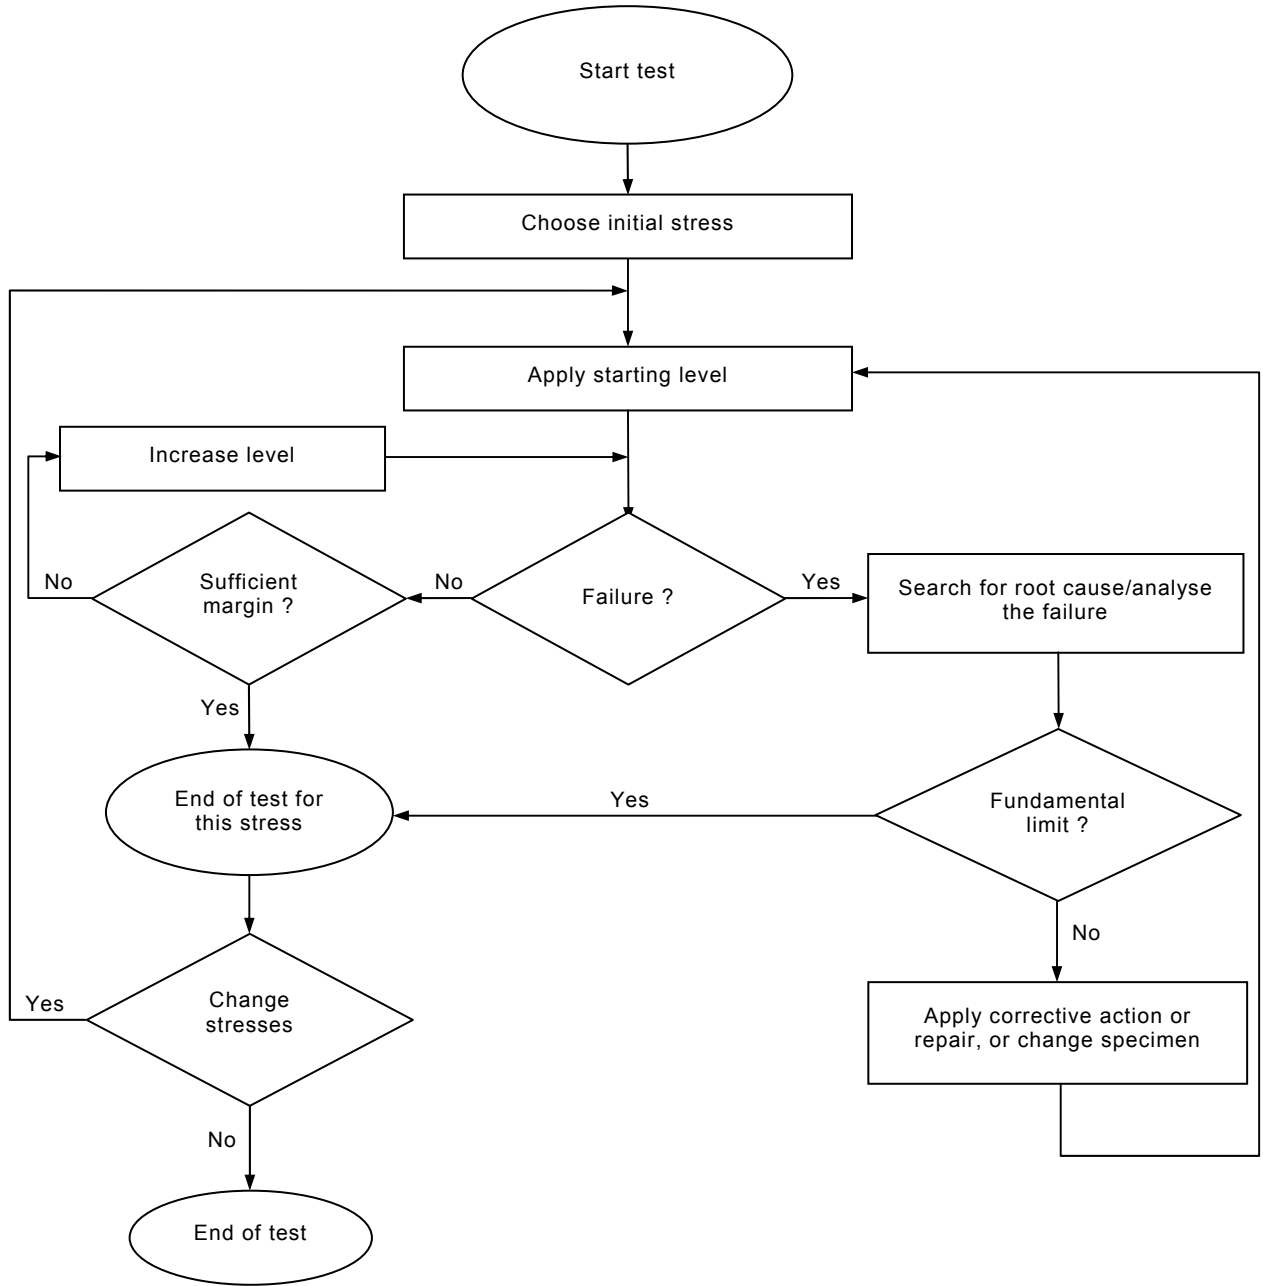 Start test
Choose initial stress
Apply starting level
Increase level
No
Sufficient
margin ?
No
Failure ?
Yes
Search for root cause/analyse
the failure
Yes
End of test for
this stress
Yes
Fundamental
limit ?
No
Yes
Change
stresses
Apply corrective action or
repair, or change specimen
No
End of test